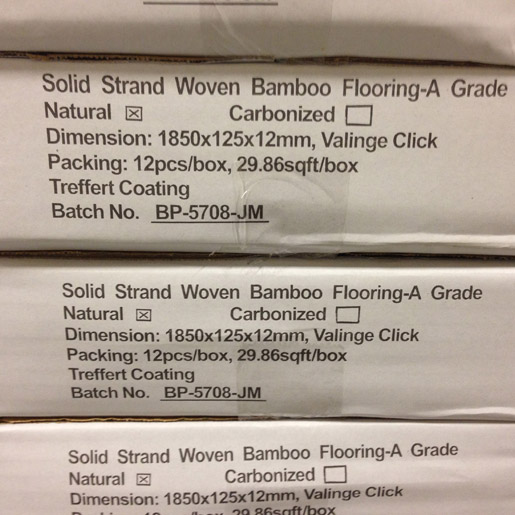 Solid Strand Woven Bamboo Flooring-A Grade
Natural ☒ Carbonized ☐
Dimension: 1850x125x12mm, Valinge Click
Packing: 12pcs/box, 29.86sqft/box
Treffert Coating
Batch No. BP-5708-JM
Solid Strand Woven Bamboo Flooring-A Grade
Natural ☒ Carbonized ☐
Dimension: 1850x125x12mm, Valinge Click
Packing: 12pcs/box, 29.86sqft/box
Treffert Coating
Batch No. BP-5708-JM
Solid Strand Woven Bamboo Flooring-A Grade
Natural ☒ Carbonized ☐
Dimension: 1850x125x12mm, Valinge Click
29.86sqft/box